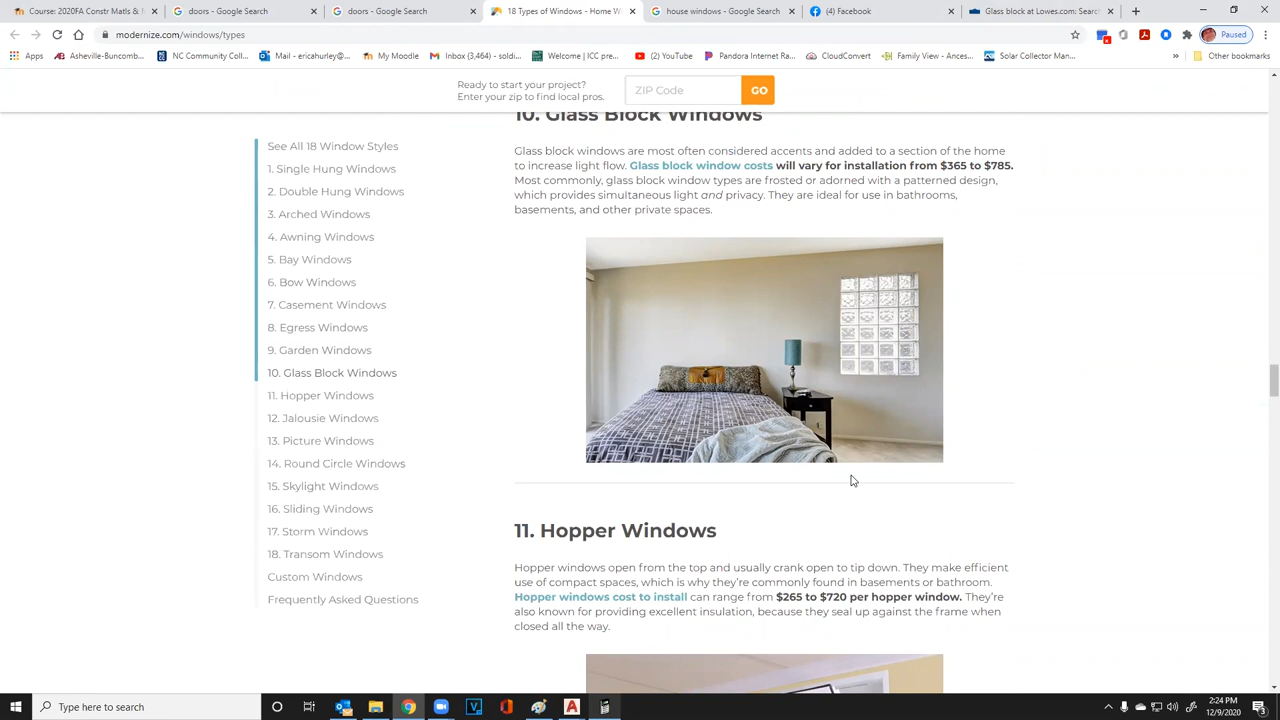 Course: 2020FA Constr Matls & M
doors - Google Search
doors - Google Search
18 Types of Windows - Home W
house windows - Google Search
(4) Facebook
Glass block at Lowes.com: Searc
modernize.com/windows/types
Paused
Apps
Asheville-Buncomb...
NC Community Coll...
Mail - ericahurley@...
My Moodle
Inbox (3,464) - soldi...
Welcome | ICC pre...
(2) YouTube
Pandora Internet Ra...
CloudConvert
Family View - Ances...
Solar Collector Man...
»
Other bookmarks
Ready to start your project?
Enter your zip to find local pros.
ZIP Code
GO
See All 18 Window Styles
1. Single Hung Windows
2. Double Hung Windows
3. Arched Windows
4. Awning Windows
5. Bay Windows
6. Bow Windows
7. Casement Windows
8. Egress Windows
9. Garden Windows
10. Glass Block Windows
11. Hopper Windows
12. Jalousie Windows
13. Picture Windows
14. Round Circle Windows
15. Skylight Windows
16. Sliding Windows
17. Storm Windows
18. Transom Windows
Custom Windows
Frequently Asked Questions
10. Glass Block Windows
Glass block windows are most often considered accents and added to a section of the home
to increase light flow. Glass block window costs will vary for installation from $365 to $785.
Most commonly, glass block window types are frosted or adorned with a patterned design,
which provides simultaneous light and privacy. They are ideal for use in bathrooms,
basements, and other private spaces.
11. Hopper Windows
Hopper windows open from the top and usually crank open to tip down. They make efficient
use of compact spaces, which is why they're commonly found in basements or bathroom.
Hopper windows cost to install can range from $265 to $720 per hopper window. They're
also known for providing excellent insulation, because they seal up against the frame when
closed all the way.
Type here to search
2:24 PM
12/9/2020